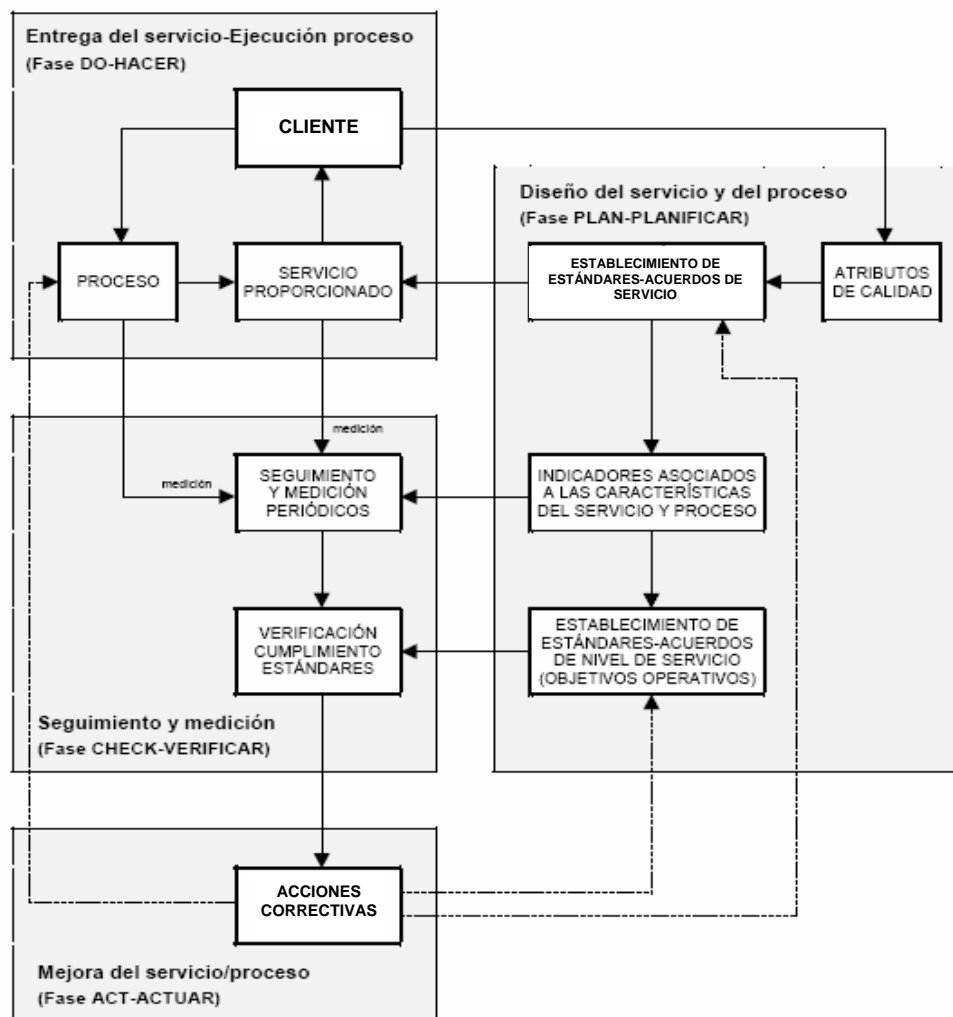 Entrega del servicio-Ejecución proceso
(Fase DO-HACER)
CLIENTE
Diseño del servicio y del proceso
(Fase PLAN-PLANIFICAR)
PROCESO
SERVICIO
PROPORCIONADO
ESTABLECIMIENTO DE
ESTÁNDARES-ACUERDOS DE
SERVICIO
ATRIBUTOS
DE CALIDAD
medición
medición
SEGUIMIENTO
Y MEDICIÓN
PERIÓDICOS
INDICADORES ASOCIADOS
A LAS CARACTERÍSTICAS
DEL SERVICIO Y PROCESO
VERIFICACIÓN
CUMPLIMIENTO
ESTÁNDARES
ESTABLECIMIENTO DE
ESTÁNDARES-ACUERDOS
DE NIVEL DE SERVICIO
(OBJETIVOS OPERATIVOS)
Seguimiento y medición
(Fase CHECK-VERIFICAR)
ACCIONES
CORRECTIVAS
Mejora del servicio/proceso
(Fase ACT-ACTUAR)